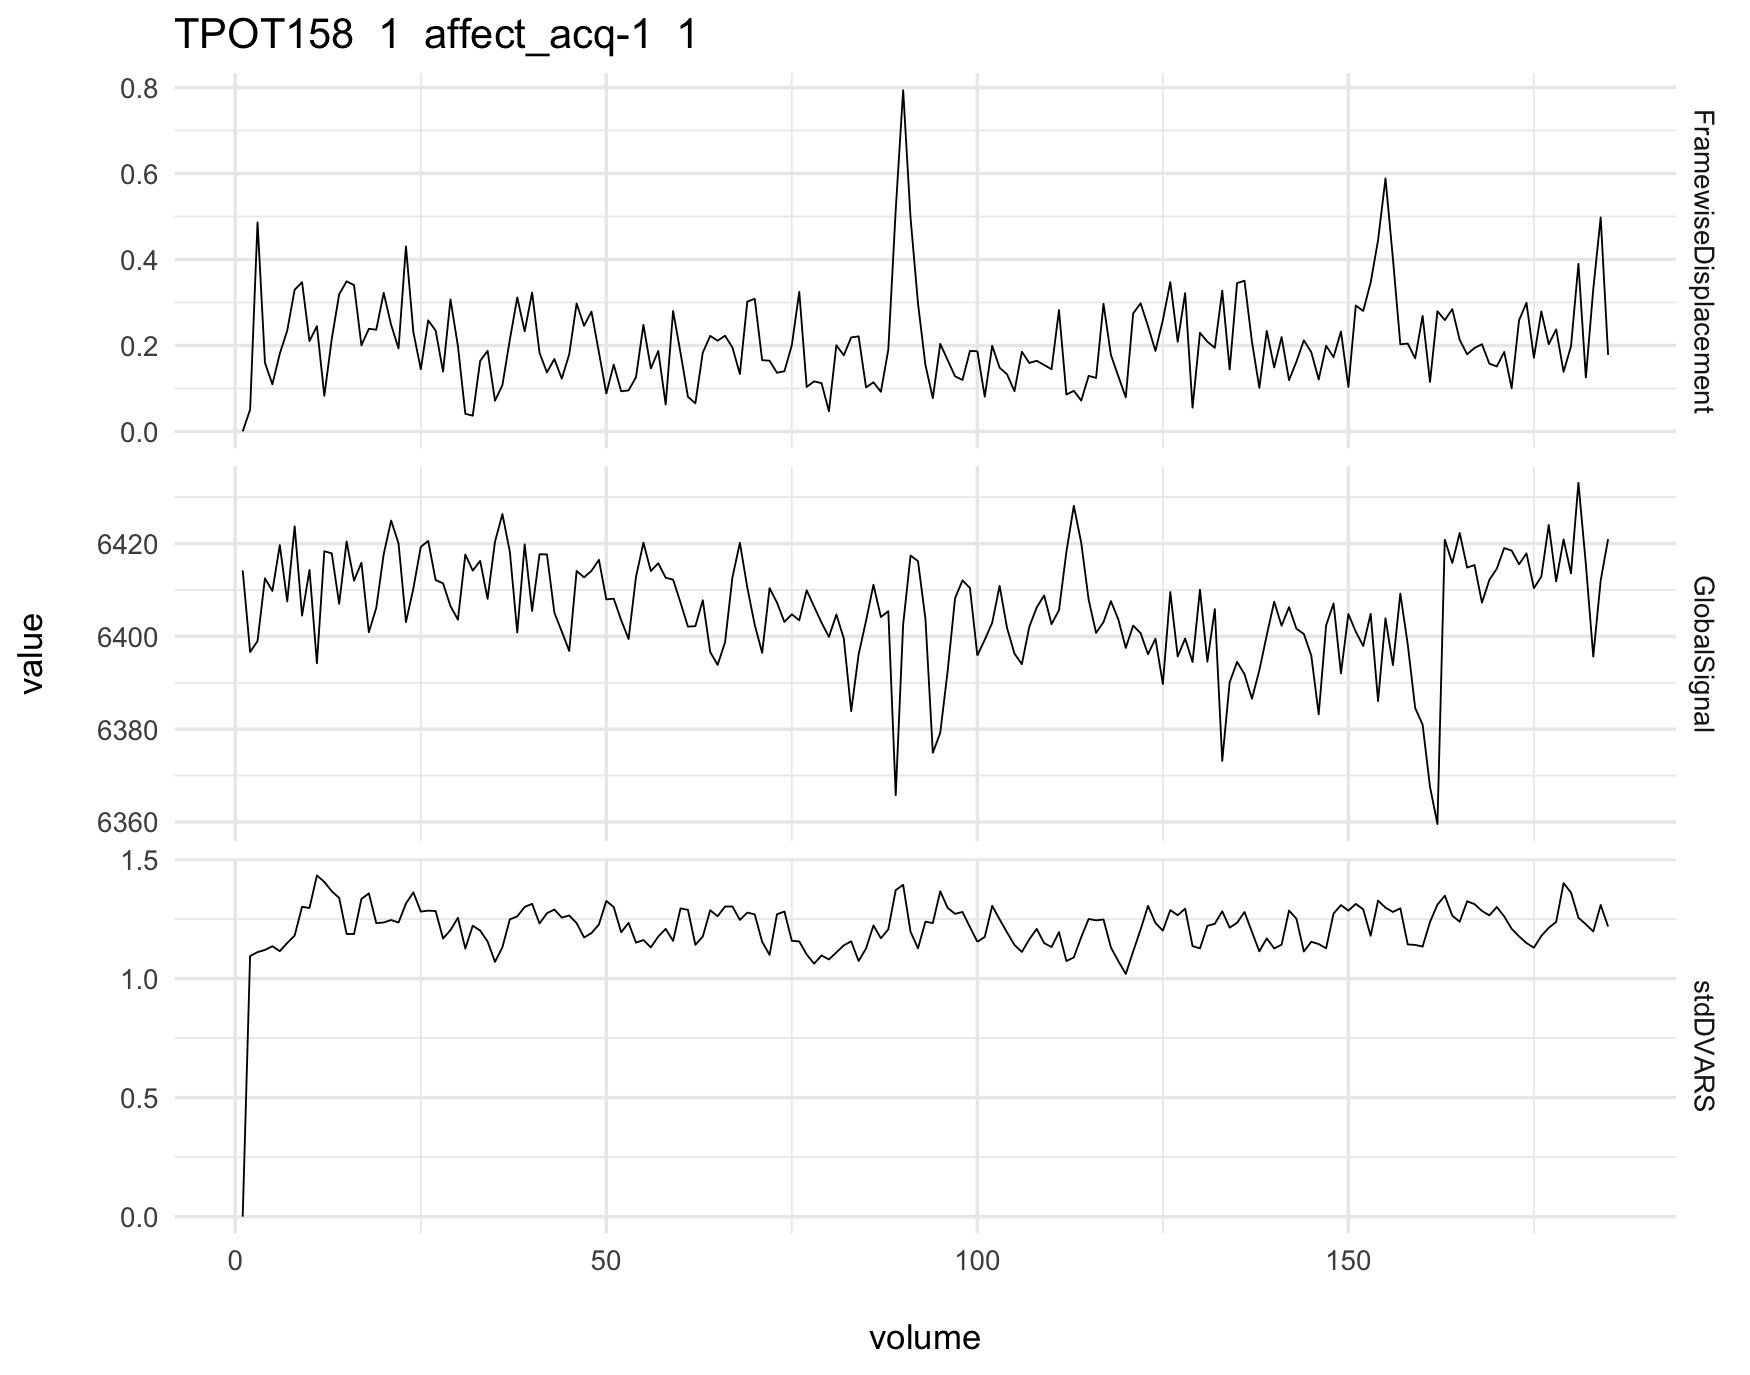 TPOT158 1 affect_acq-1 1
value
0.8
0.6
0.4
0.2
0.0
FramewiseDisplacement
6420
6400
6380
6360
GlobalSignal
1.5
1.0
0.5
0.0
stdDVARS
0 50 100 150
volume